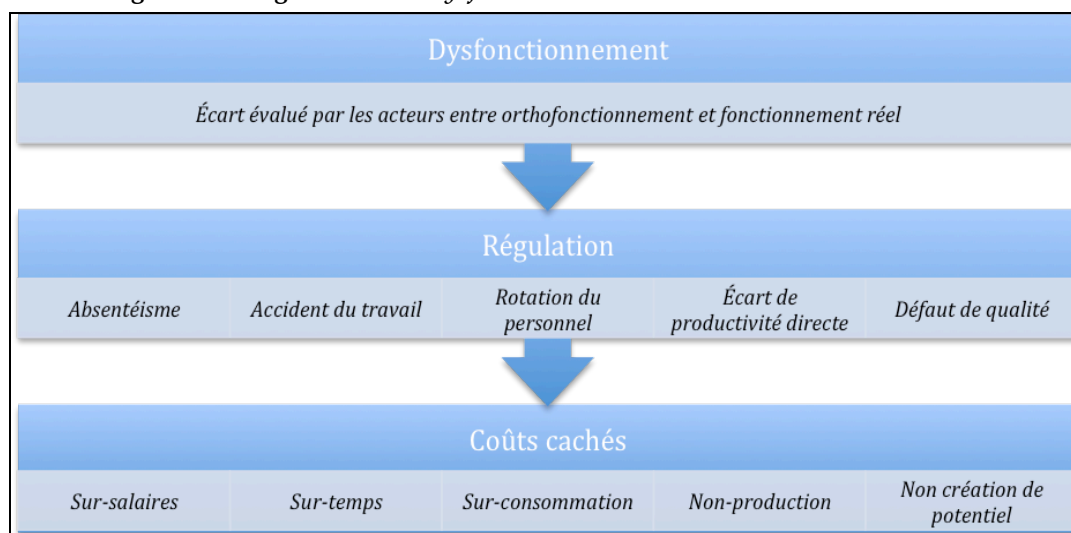 Dysfonctionnement
Écart évalué par les acteurs entre orthofonctionnement et fonctionnement réel
Régulation
Absentéisme
Accident du travail
Rotation du
personnel
Écart de
productivité directe
Défaut de qualité
Coûts cachés
Sur-salaires
Sur-temps
Sur-consommation
Non-production
Non création de
potentiel